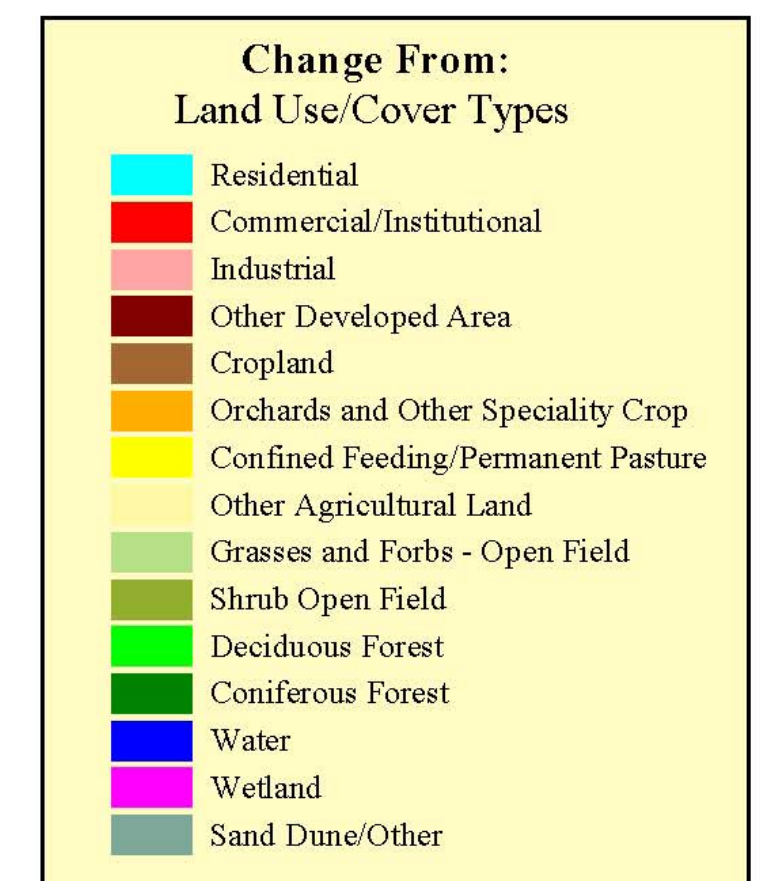 Change From:
Land Use/Cover Types
Residential
Commercial/Institutional
Industrial
Other Developed Area
Cropland
Orchards and Other Speciality Crop
Confined Feeding/Permanent Pasture
Other Agricultural Land
Grasses and Forbs - Open Field
Shrub Open Field
Deciduous Forest
Coniferous Forest
Water
Wetland
Sand Dune/Other